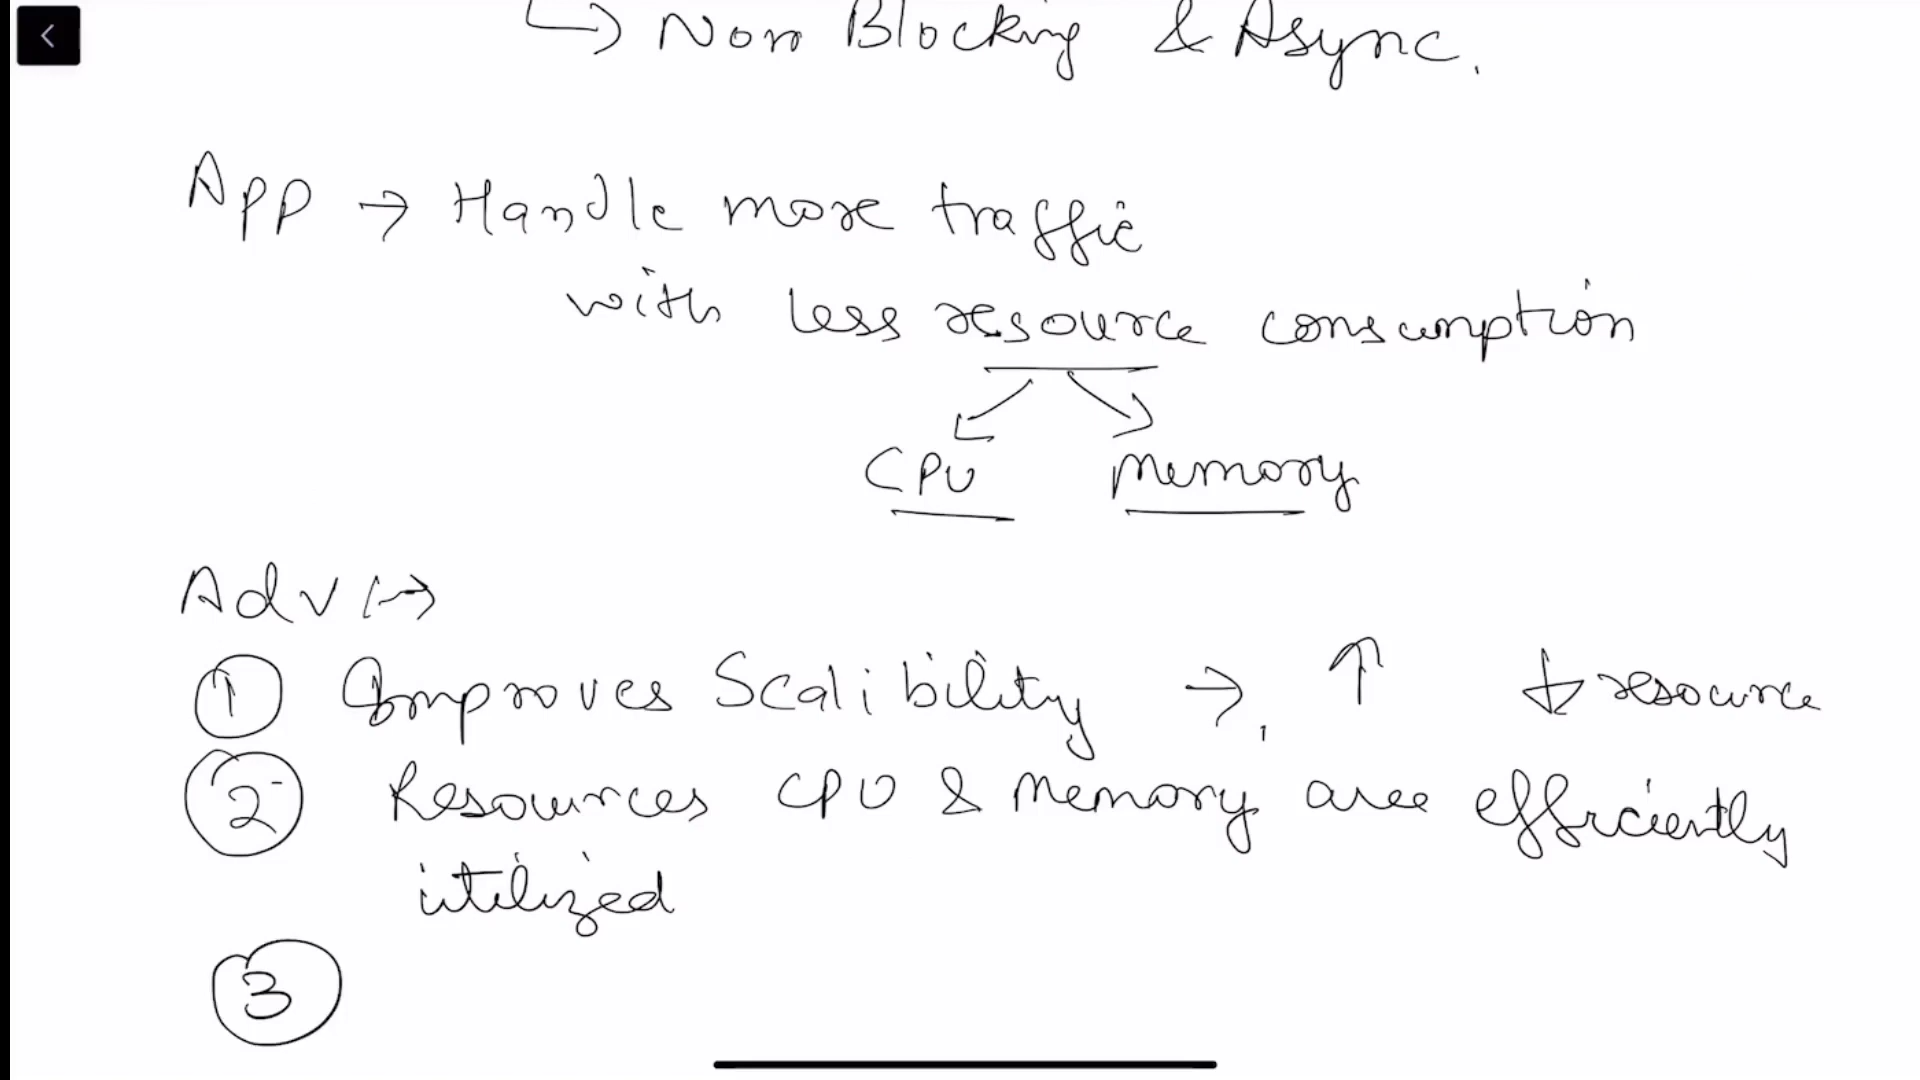 ↳ Non Blocking & Async.
App → Handle more traffic
with less resource consumption
CPU Memory
Adv :→
① Improves Scalibility → ↑ ↓ resource
② Resources CPU & Memory are efficiently
utilized
③